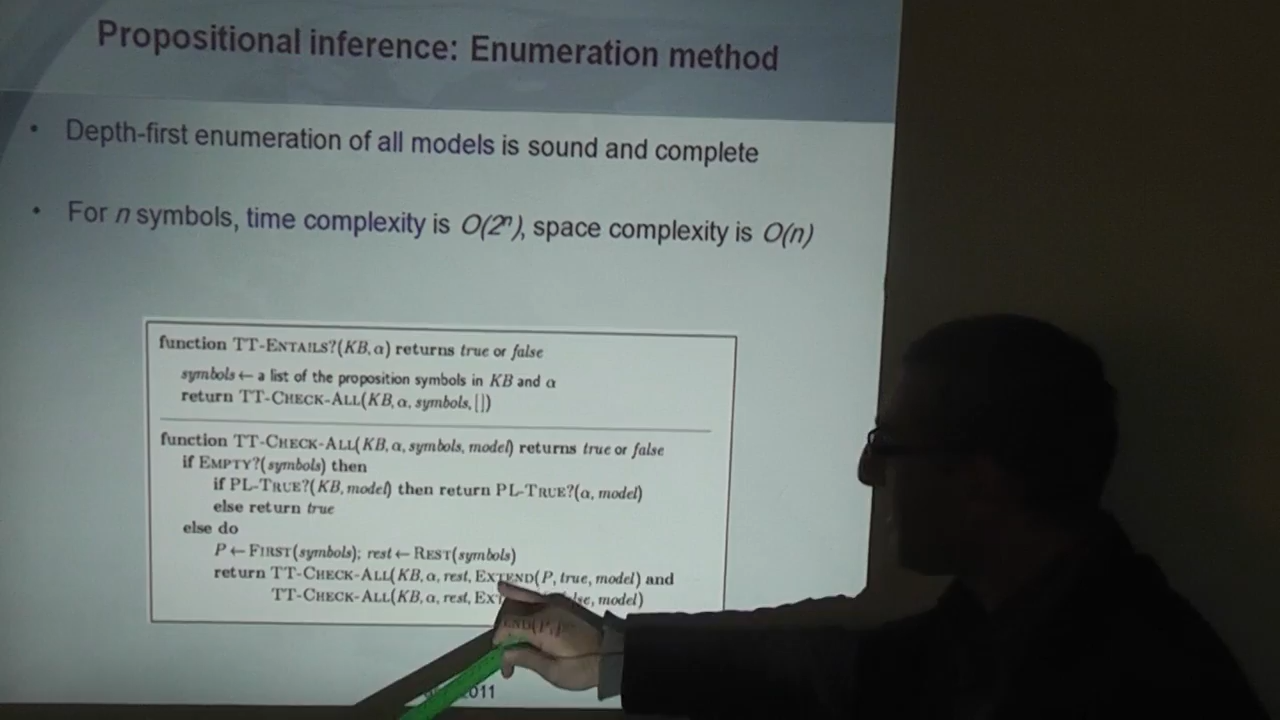 Propositional inference: Enumeration method
• Depth-first enumeration of all models is sound and complete
• For n symbols, time complexity is O(2ⁿ), space complexity is O(n)
function TT-ENTAILS?(KB, α) returns true or false
symbols ← a list of the proposition symbols in KB and α
return TT-CHECK-ALL(KB, α, symbols, [])
function TT-CHECK-ALL(KB, α, symbols, model) returns true or false
if EMPTY?(symbols) then
if PL-TRUE?(KB, model) then return PL-TRUE?(α, model)
else return true
else do
P ← FIRST(symbols); rest ← REST(symbols)
return TT-CHECK-ALL(KB, α, rest, EXTEND(P, true, model) and
TT-CHECK-ALL(KB, α, rest, model)